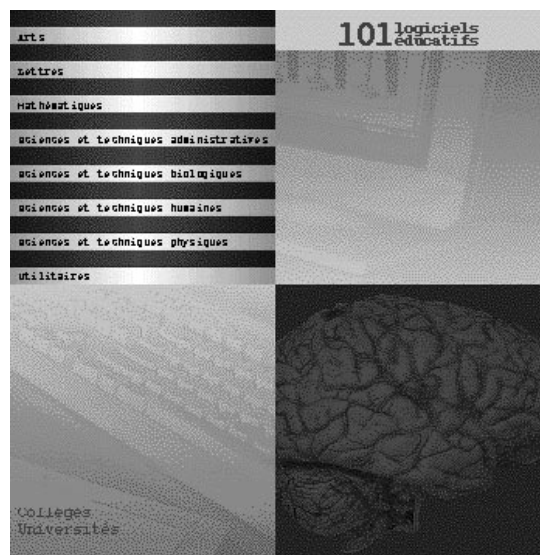 Arts
Lettres
Mathématiques
Sciences et techniques administratives
Sciences et techniques biologiques
Sciences et techniques humaines
Sciences et techniques physiques
Utilitaires
101 logiciels
éducatifs
Collèges
Universités